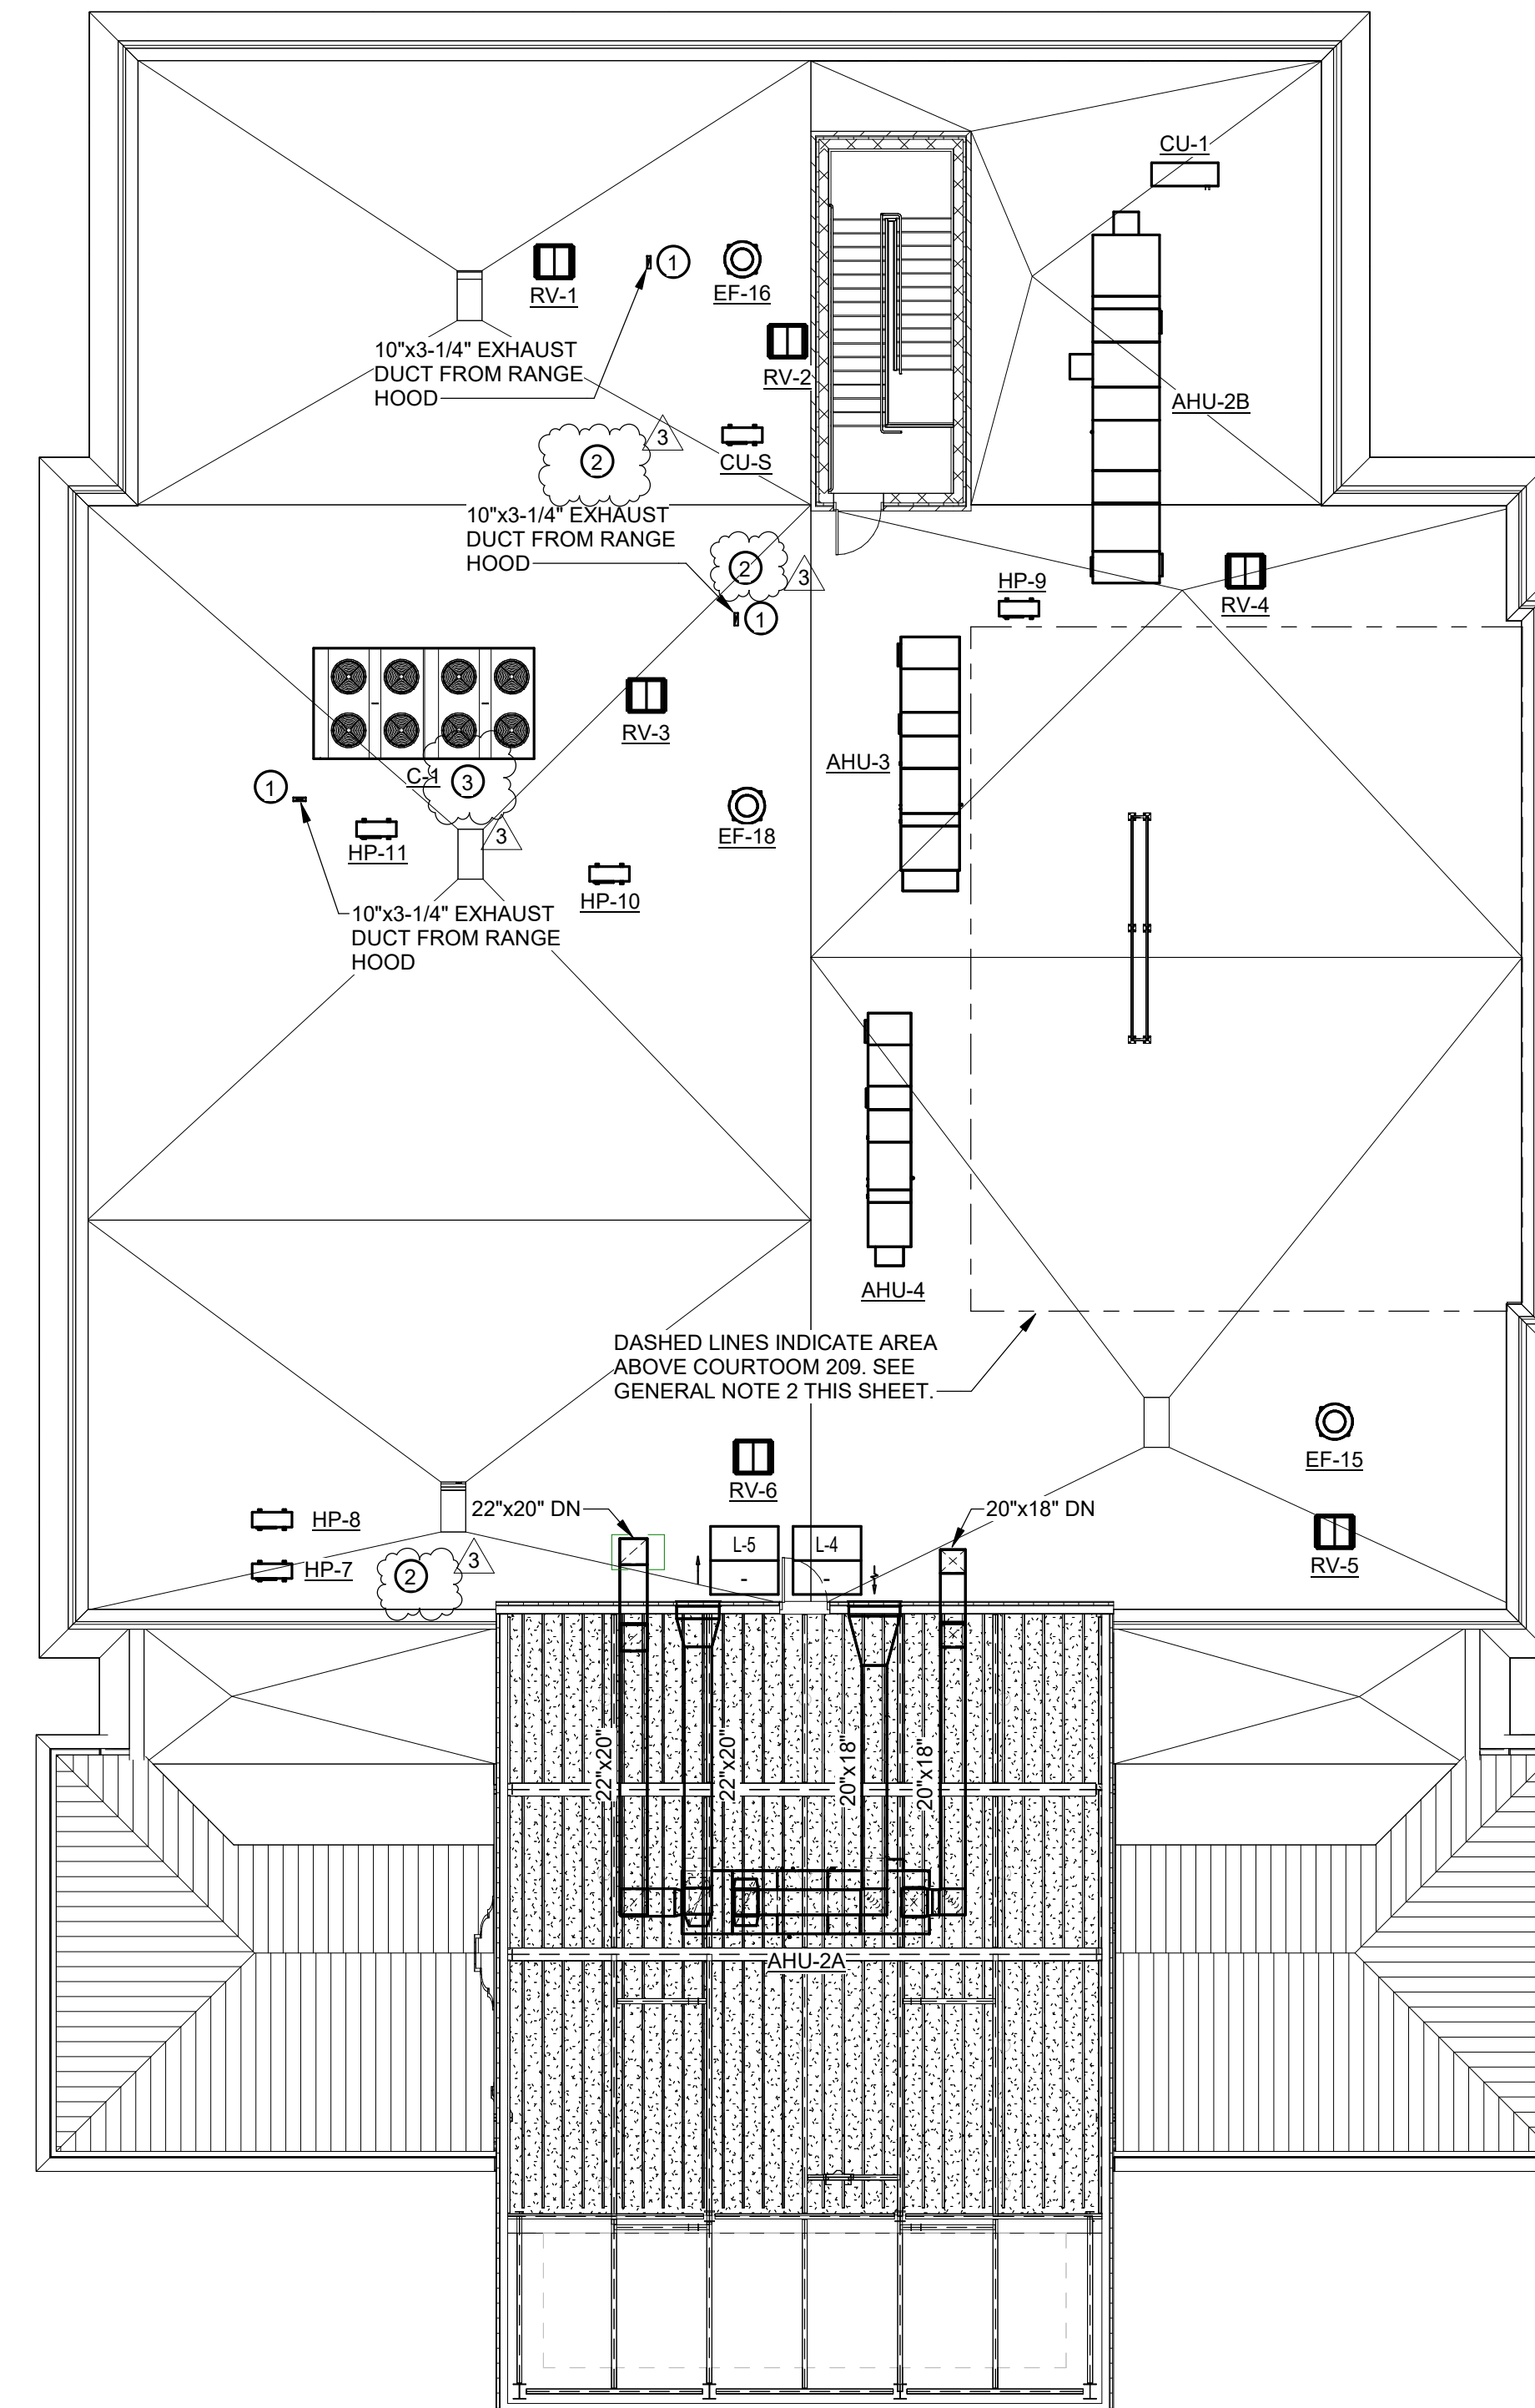 CU-1
RV-1
1
EF-16
10"x3-1/4" EXHAUST
DUCT FROM RANGE
HOOD
RV-2
AHU-2B
3
2
CU-S
10"x3-1/4" EXHAUST
DUCT FROM RANGE
HOOD
2
3
1
HP-9
RV-4
RV-3
AHU-3
C-1
3
3
1
HP-11
EF-18
HP-10
10"x3-1/4" EXHAUST
DUCT FROM RANGE
HOOD
AHU-4
DASHED LINES INDICATE AREA
ABOVE COURTOOM 209. SEE
GENERAL NOTE 2 THIS SHEET.
EF-15
RV-6
22"x20" DN
20"x18" DN
HP-8
L-5
-
L-4
-
HP-7
2
3
RV-5
22"x20"
22"x20"
20"x18"
20"x18"
AHU-2A